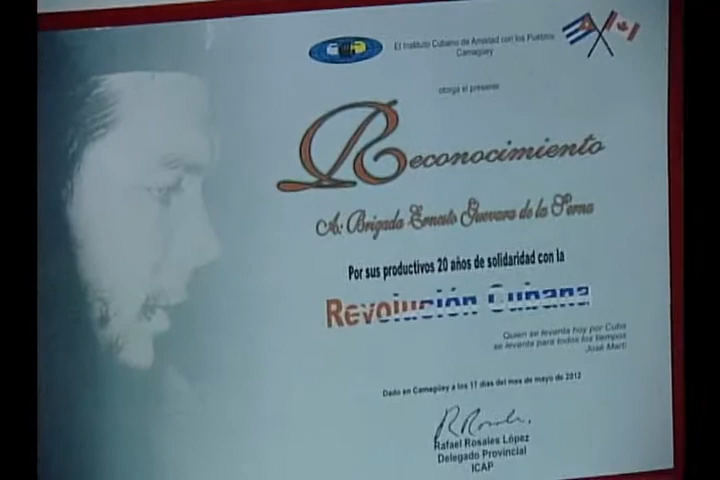 El Instituto Cubano de Amistad con los Pueblos
Camagüey
otorga el presente
Reconocimiento
A: Brigada Ernesto Guevara de la Serna
Por sus productivos 20 años de solidaridad con la
Revolución Cubana
Quien se levanta hoy por Cuba
se levanta para todos los tiempos
José Martí
Dado en Camagüey a los 17 días del mes de mayo de 2012
Rafael Rosales López
Delegado Provincial
ICAP